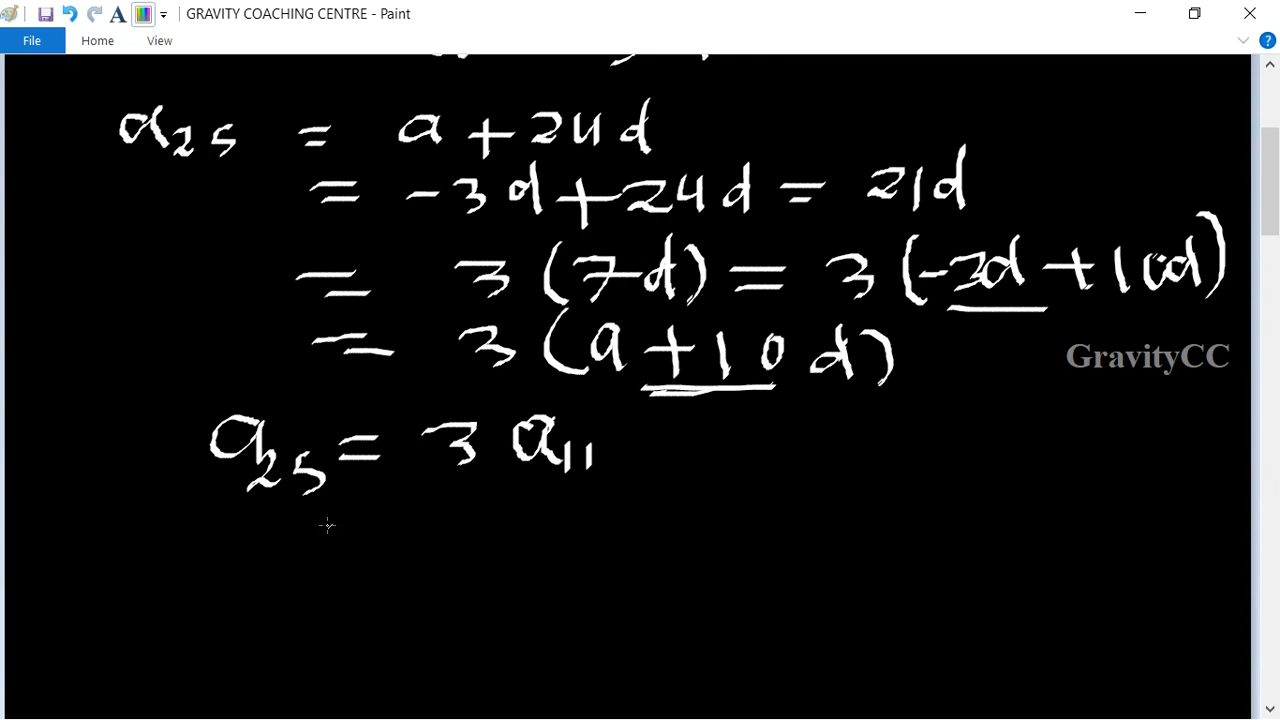 GRAVITY COACHING CENTRE - Paint
File Home View
a25 = a + 24d
= -3d + 24d = 21d
= 3 (7d) = 3 (-3d + 10d)
= 3 (a + 10 d)
GravityCC
a25 = 3 a11